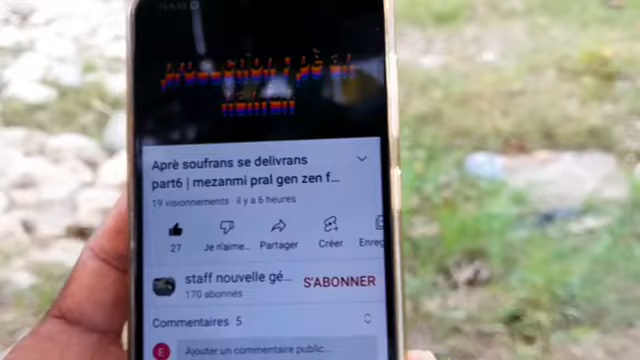 Aprè soufrans se delivrans
part6 | mezanmi pral gen zen f...
19 visionnements · il y a 6 heures
27
Je n'aime...
Partager
Créer
Enreg
staff nouvelle gé...
S'ABONNER
170 abonnés
Commentaires 5
E
Ajouter un commentaire public...